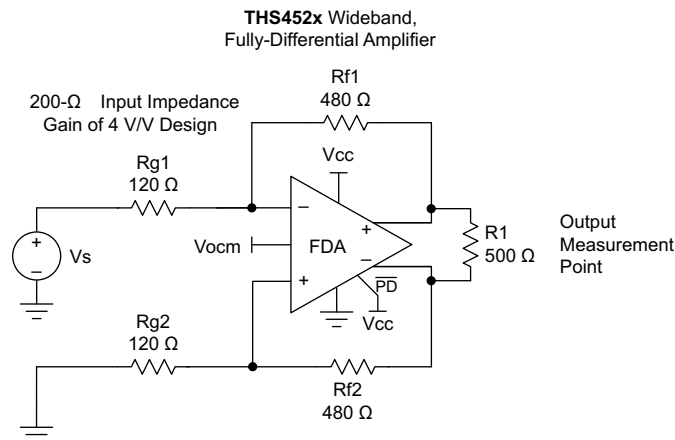 THS452x Wideband,
Fully-Differential Amplifier
Rf1
480 Ω
200-Ω Input Impedance
Gain of 4 V/V Design
Rg1
120 Ω
Vcc
−
+
Vs
−
Vocm
FDA
+
−
+
PD
Vcc
R1
500 Ω
Output
Measurement
Point
Rg2
120 Ω
Rf2
480 Ω